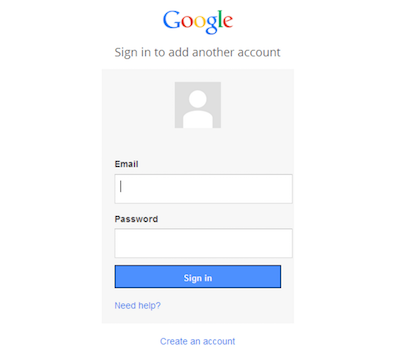 Google
Sign in to add another account
Email
Password
Sign in
Need help?
Create an account